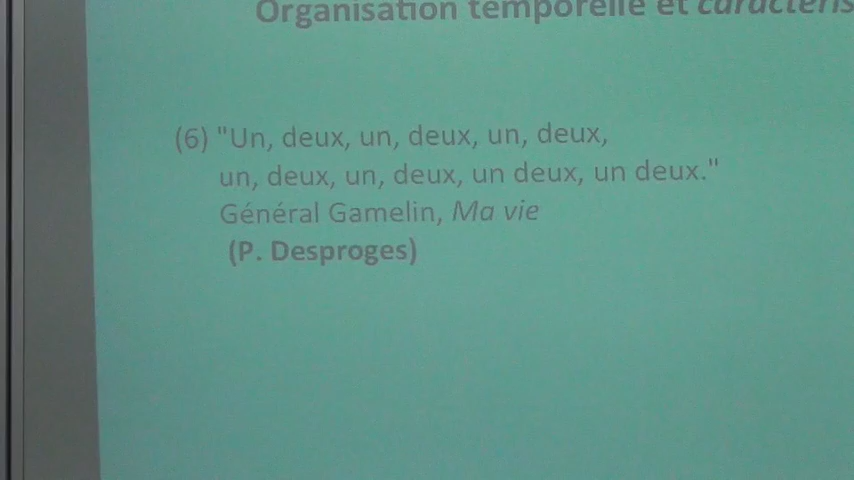 Organisation temporelle et
(6) "Un, deux, un, deux, un, deux,
un, deux, un, deux, un deux, un deux."
Général Gamelin, Ma vie
(P. Desproges)